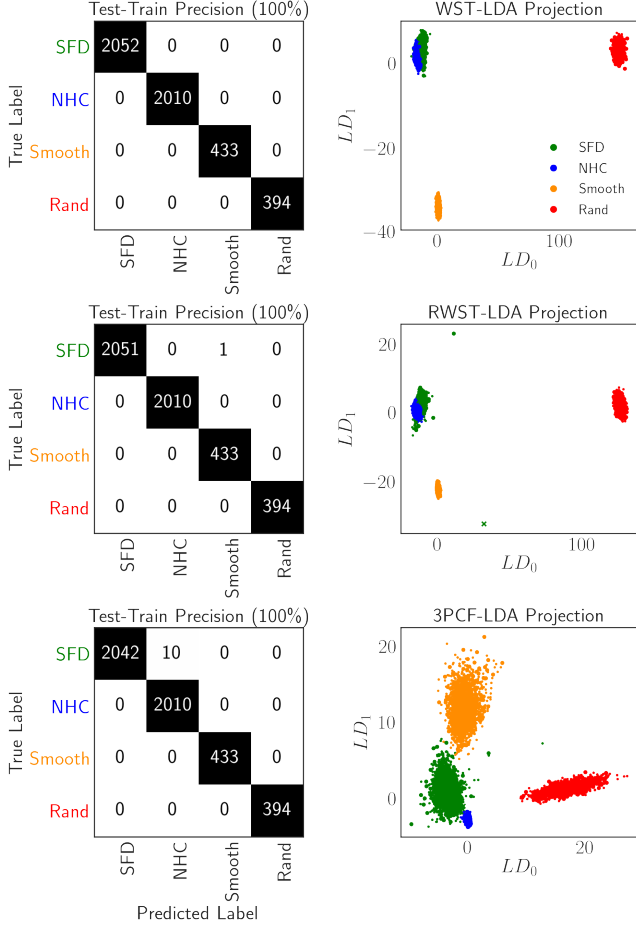 Test-Train Precision (100%)
True Label
SFD 2052 0 0 0
NHC 0 2010 0 0
Smooth 0 0 433 0
Rand 0 0 0 394
SFD NHC Smooth Rand
WST-LDA Projection
LD1
0
−20
−40
SFD
NHC
Smooth
Rand
0 100
LD0
Test-Train Precision (100%)
True Label
SFD 2051 0 1 0
NHC 0 2010 0 0
Smooth 0 0 433 0
Rand 0 0 0 394
SFD NHC Smooth Rand
RWST-LDA Projection
LD1
20
0
−20
0 100
LD0
Test-Train Precision (100%)
True Label
SFD 2042 10 0 0
NHC 0 2010 0 0
Smooth 0 0 433 0
Rand 0 0 0 394
SFD NHC Smooth Rand
Predicted Label
3PCF-LDA Projection
LD1
20
10
0
0 20
LD0